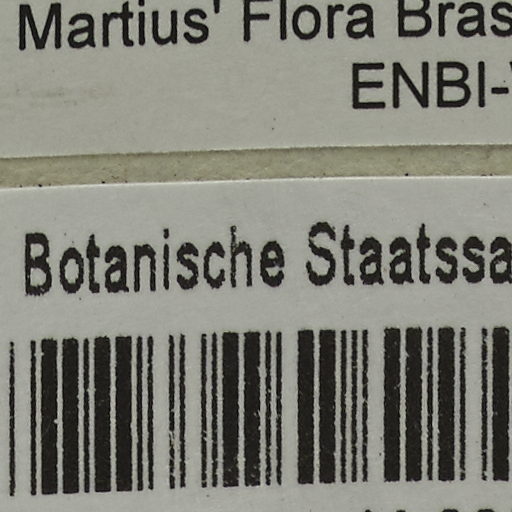 Martius' Flora Bras
ENBI-
Botanische Staatssa